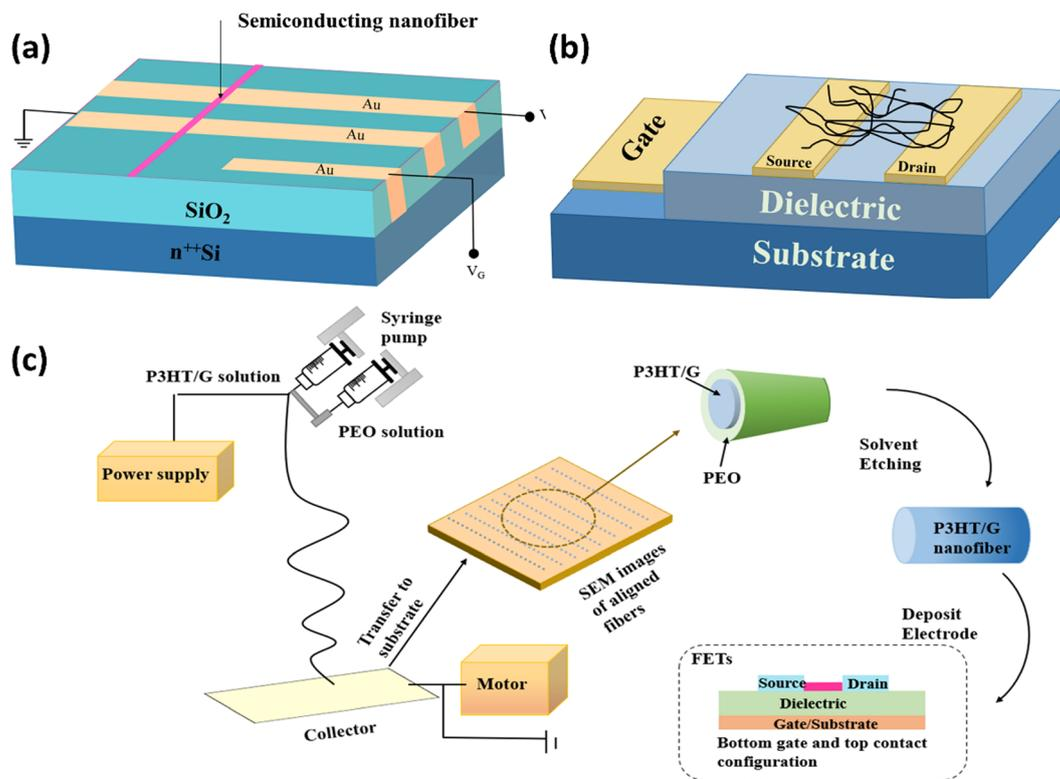 Semiconducting nanofiber
(a)
Au
Au
Au
V
V_G
SiO₂
n⁺⁺Si
(b)
Gate
Source
Drain
Dielectric
Substrate
(c)
Syringe
pump
P3HT/G solution
PEO solution
Power supply
Transfer to
substrate
Motor
Collector
SEM images
of aligned
fibers
P3HT/G
PEO
Solvent
Etching
P3HT/G
nanofiber
Deposit
Electrode
FETs
Source
Drain
Dielectric
Gate/Substrate
Bottom gate and top contact
configuration